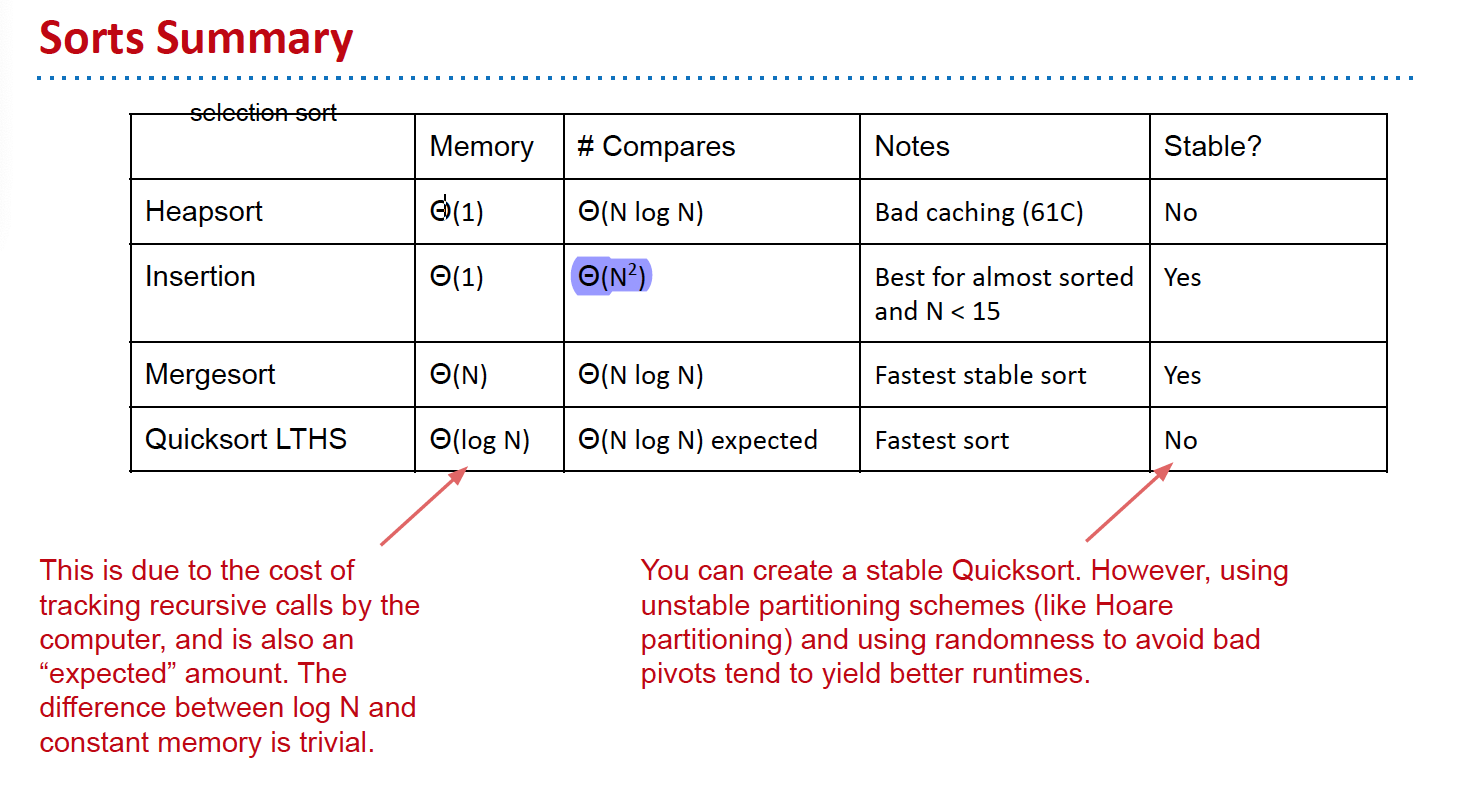 Sorts Summary
selection sort
Memory # Compares Notes Stable?
Heapsort Θ(1) Θ(N log N) Bad caching (61C) No
Insertion Θ(1) Θ(N²) Best for almost sorted Yes
and N < 15
Mergesort Θ(N) Θ(N log N) Fastest stable sort Yes
Quicksort LTHS Θ(log N) Θ(N log N) expected Fastest sort No
This is due to the cost of
tracking recursive calls by the
computer, and is also an
“expected” amount. The
difference between log N and
constant memory is trivial.
You can create a stable Quicksort. However, using
unstable partitioning schemes (like Hoare
partitioning) and using randomness to avoid bad
pivots tend to yield better runtimes.